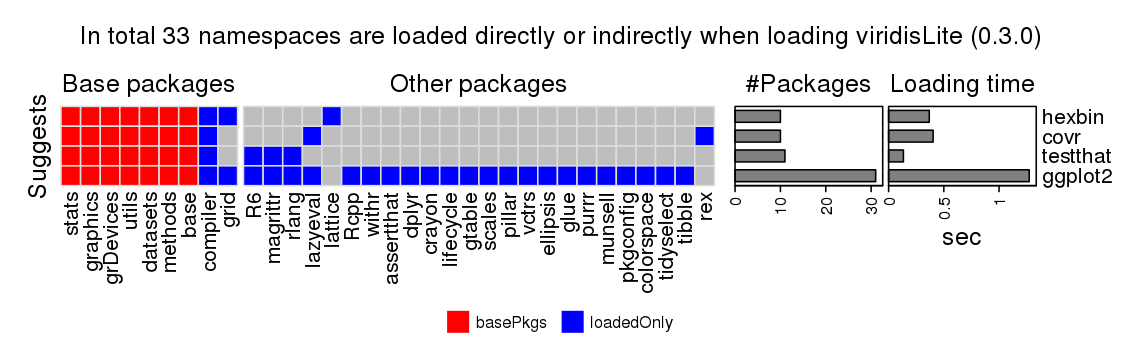 In total 33 namespaces are loaded directly or indirectly when loading viridisLite (0.3.0)
Base packages
Other packages
#Packages
Loading time
Suggests
hexbin
covr
testthat
ggplot2
stats
graphics
grDevices
utils
datasets
methods
base
compiler
grid
R6
magrittr
rlang
lazyeval
lattice
Rcpp
withr
assertthat
dplyr
crayon
lifecycle
gtable
scales
pillar
vctrs
ellipsis
glue
purrr
munsell
pkgconfig
colorspace
tidyselect
tibble
rex
0
10
20
30
0
0.5
1
sec
basePkgs
loadedOnly